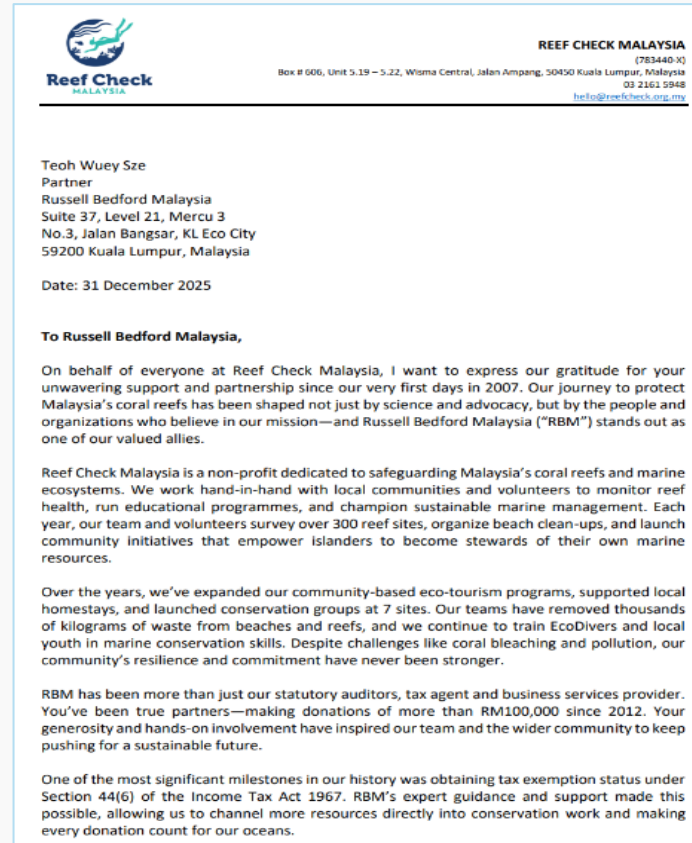 Reef Check
MALAYSIA
REEF CHECK MALAYSIA
(783440-X)
Box # 606, Unit 5.19 – 5.22, Wisma Central, Jalan Ampang, 50450 Kuala Lumpur, Malaysia
03 2161 5948
hello@reefcheck.org.my
Teoh Wuey Sze
Partner
Russell Bedford Malaysia
Suite 37, Level 21, Mercu 3
No.3, Jalan Bangsar, KL Eco City
59200 Kuala Lumpur, Malaysia
Date: 31 December 2025
To Russell Bedford Malaysia,
On behalf of everyone at Reef Check Malaysia, I want to express our gratitude for your
unwavering support and partnership since our very first days in 2007. Our journey to protect
Malaysia's coral reefs has been shaped not just by science and advocacy, but by the people and
organizations who believe in our mission—and Russell Bedford Malaysia ("RBM") stands out as
one of our valued allies.
Reef Check Malaysia is a non-profit dedicated to safeguarding Malaysia's coral reefs and marine
ecosystems. We work hand-in-hand with local communities and volunteers to monitor reef
health, run educational programmes, and champion sustainable marine management. Each
year, our team and volunteers survey over 300 reef sites, organize beach clean-ups, and launch
community initiatives that empower islanders to become stewards of their own marine
resources.
Over the years, we've expanded our community-based eco-tourism programs, supported local
homestays, and launched conservation groups at 7 sites. Our teams have removed thousands
of kilograms of waste from beaches and reefs, and we continue to train EcoDivers and local
youth in marine conservation skills. Despite challenges like coral bleaching and pollution, our
community's resilience and commitment have never been stronger.
RBM has been more than just our statutory auditors, tax agent and business services provider.
You've been true partners—making donations of more than RM100,000 since 2012. Your
generosity and hands-on involvement have inspired our team and the wider community to keep
pushing for a sustainable future.
One of the most significant milestones in our history was obtaining tax exemption status under
Section 44(6) of the Income Tax Act 1967. RBM's expert guidance and support made this
possible, allowing us to channel more resources directly into conservation work and making
every donation count for our oceans.